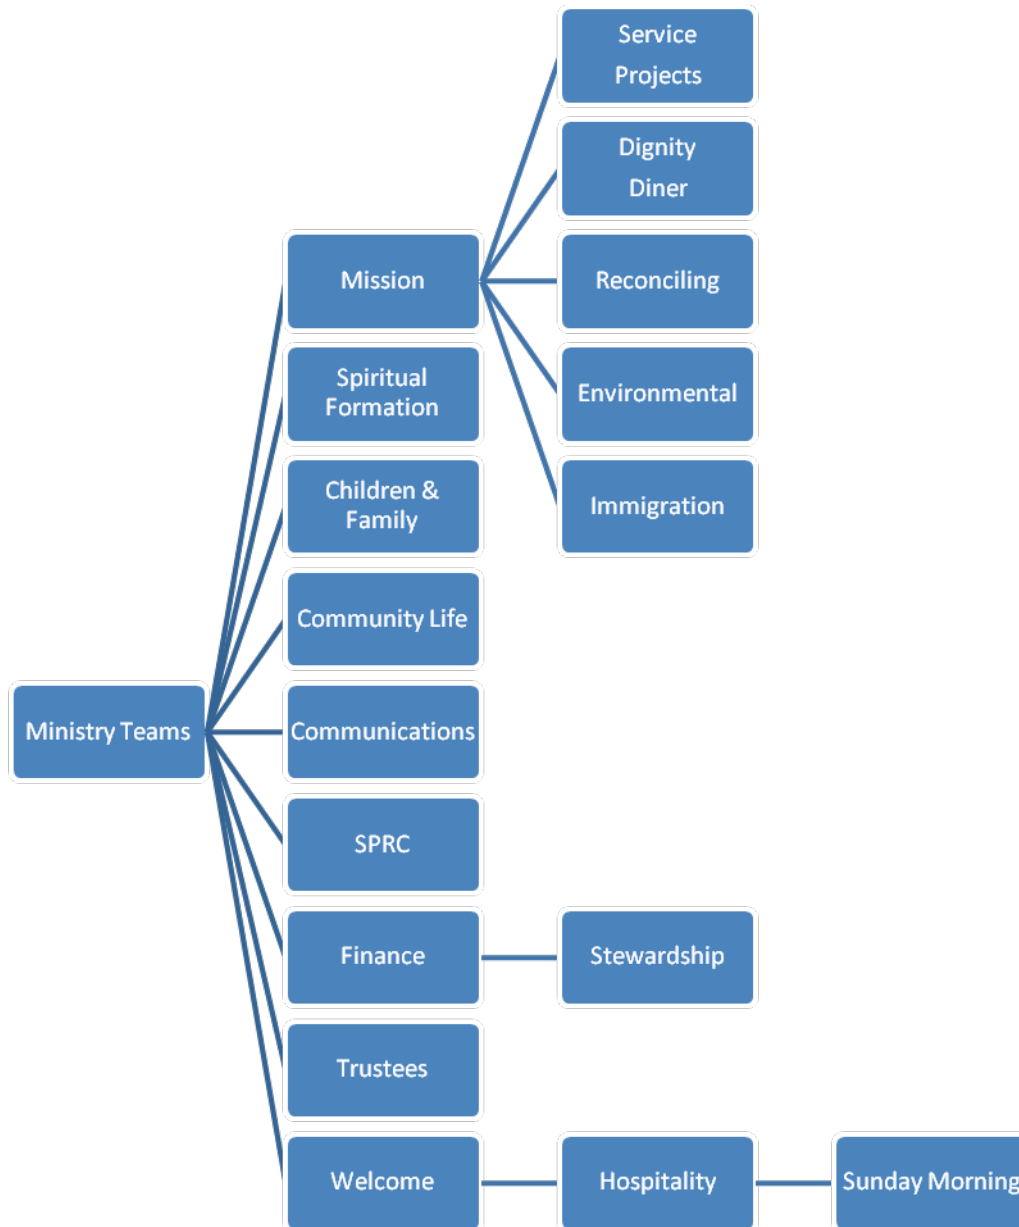 Service
Projects
Dignity
Diner
Mission
Reconciling
Spiritual
Formation
Environmental
Children &
Family
Immigration
Community Life
Ministry Teams
Communications
SPRC
Finance
Stewardship
Trustees
Welcome
Hospitality
Sunday Morning